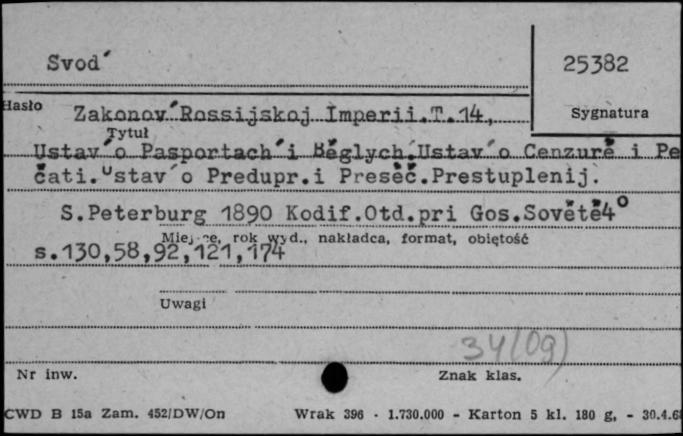 Svod´
25382
Hasło
Sygnatura
Zakonov´Rossijskoj Imperii.T.14,
Tytuł
Ustav´o Pasportach´i Běglych.Ustav´o Cenzurě i Pe
čati.Ustav´o Predupr.i Presěč.Prestuplenij.
S.Peterburg 1890 Kodif.Otd.pri Gos.Sovětě4°
Miejsce, rok wyd., nakładca, format, objętość
s.130,58,92,121,174
Uwagi
34(09)
Nr inw.
Znak klas.
CWD B 15a Zam. 452/DW/On Wrak 396 · 1.730.000 - Karton 5 kl. 180 g, - 30.4.6